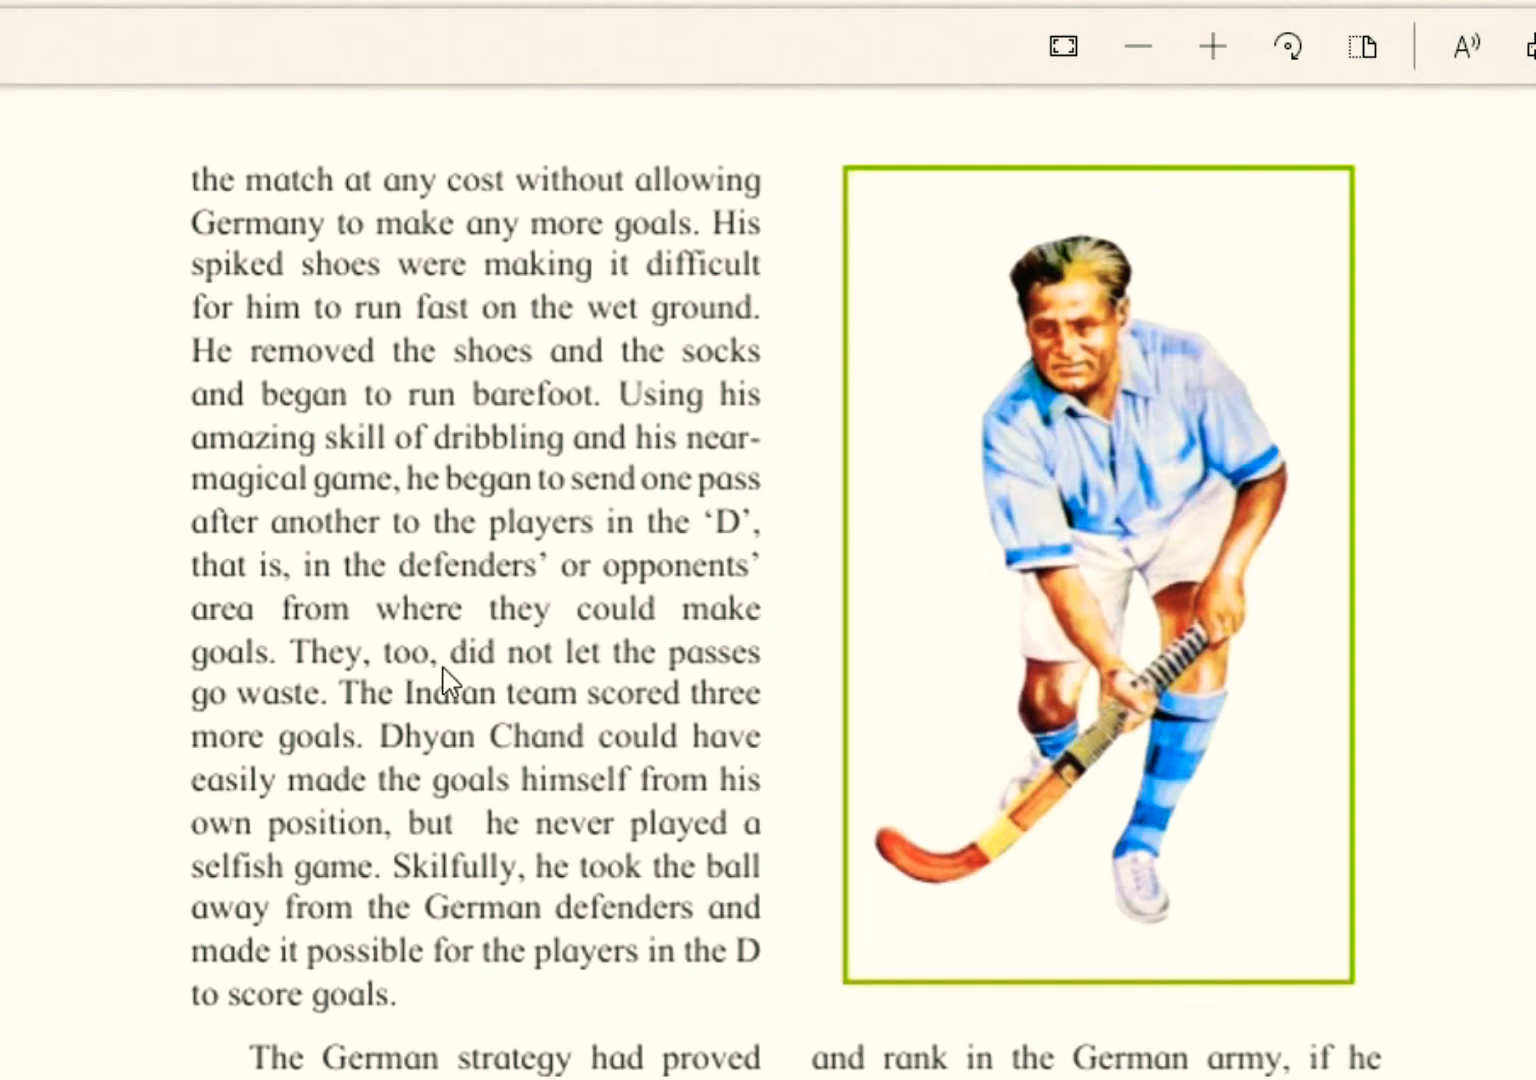 the match at any cost without allowing
Germany to make any more goals. His
spiked shoes were making it difficult
for him to run fast on the wet ground.
He removed the shoes and the socks
and began to run barefoot. Using his
amazing skill of dribbling and his near-
magical game, he began to send one pass
after another to the players in the ‘D’,
that is, in the defenders’ or opponents’
area from where they could make
goals. They, too, did not let the passes
go waste. The Indian team scored three
more goals. Dhyan Chand could have
easily made the goals himself from his
own position, but he never played a
selfish game. Skilfully, he took the ball
away from the German defenders and
made it possible for the players in the D
to score goals.
The German strategy had proved
and rank in the German army, if he